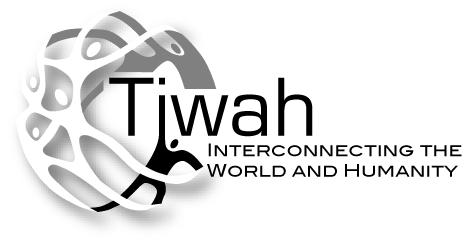 Tiwah
INTERCONNECTING THE
WORLD AND HUMANITY